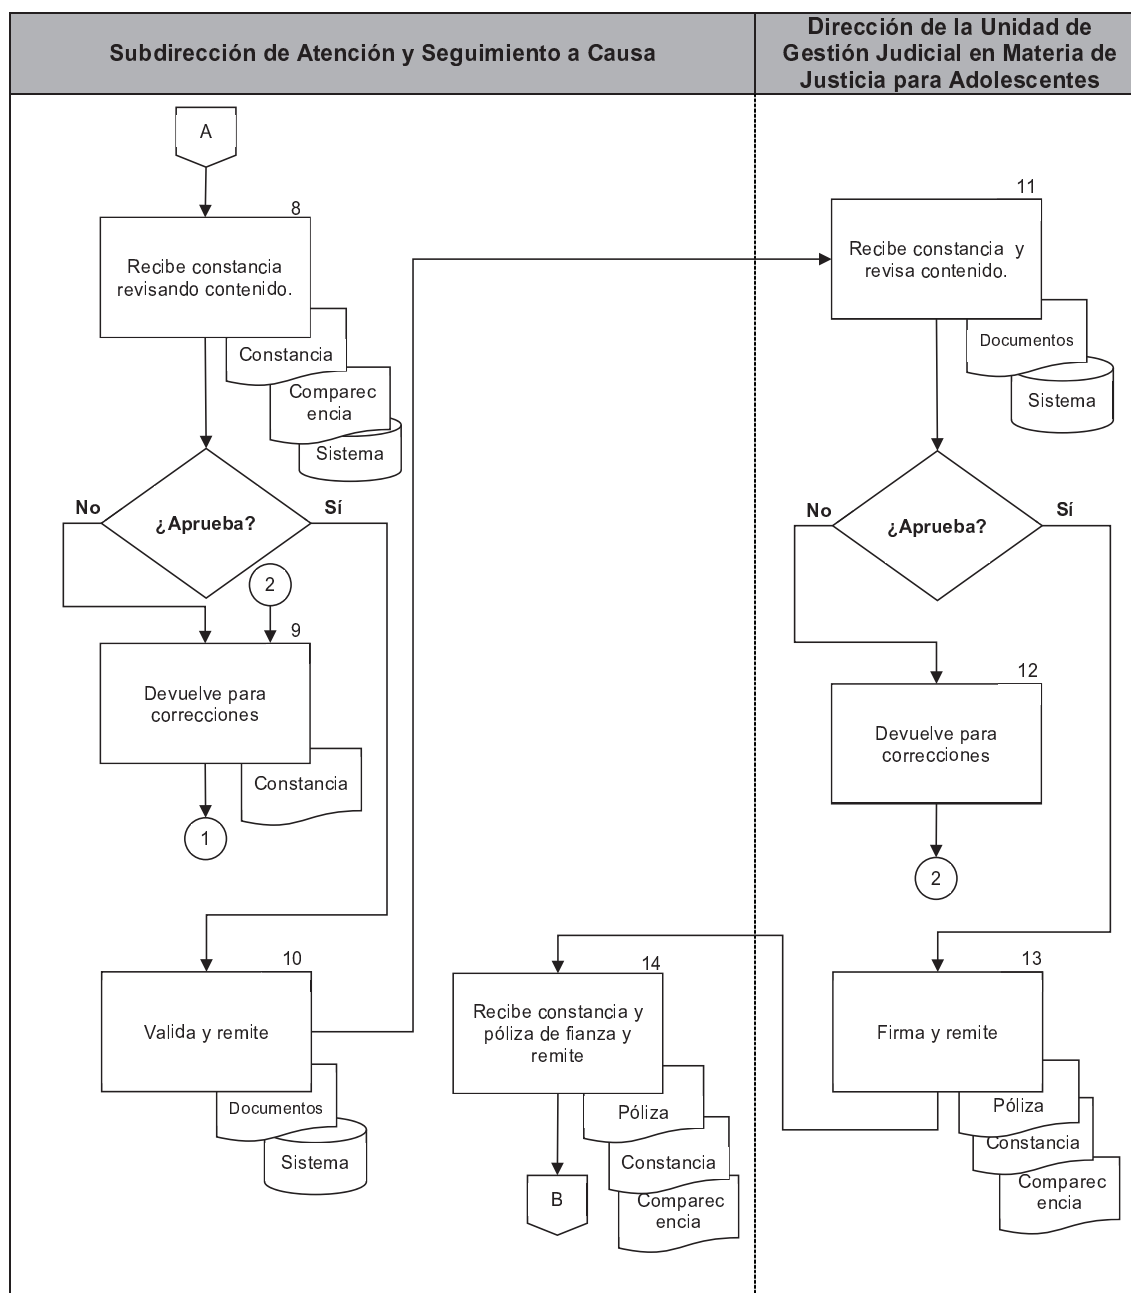 Subdirección de Atención y Seguimiento a Causa
Dirección de la Unidad de
Gestión Judicial en Materia de
Justicia para Adolescentes
A
8
Recibe constancia
revisando contenido.
Constancia
Comparec
encia
Sistema
¿Aprueba?
No
Sí
2
9
Devuelve para
correcciones
Constancia
1
10
Valida y remite
Documentos
Sistema
11
Recibe constancia y
revisa contenido.
Documentos
Sistema
¿Aprueba?
No
Sí
12
Devuelve para
correcciones
2
13
Firma y remite
Póliza
Constancia
Comparec
encia
14
Recibe constancia y
póliza de fianza y
remite
Póliza
Constancia
Comparec
encia
B